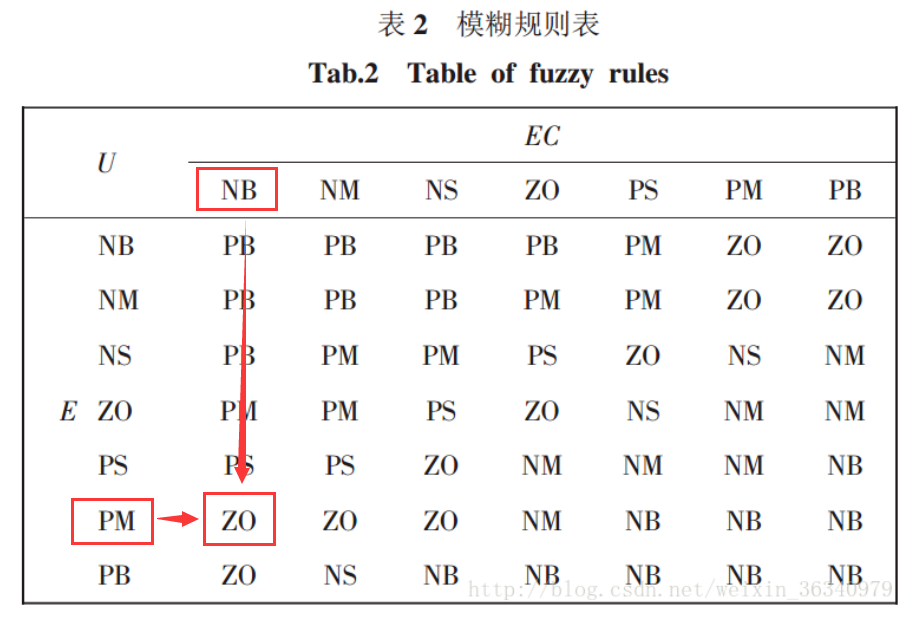 表 2 模糊规则表
Tab.2 Table of fuzzy rules
U EC
NB NM NS ZO PS PM PB
NB PB PB PB PB PM ZO ZO
NM PB PB PB PM PM ZO ZO
NS PB PM PM PS ZO NS NM
E ZO PM PM PS ZO NS NM NM
PS PS PS ZO NM NM NM NB
PM ZO ZO ZO NM NB NB NB
PB ZO NS NB NB NB NB NB
http://blog.csdn.net/weixin_36340979